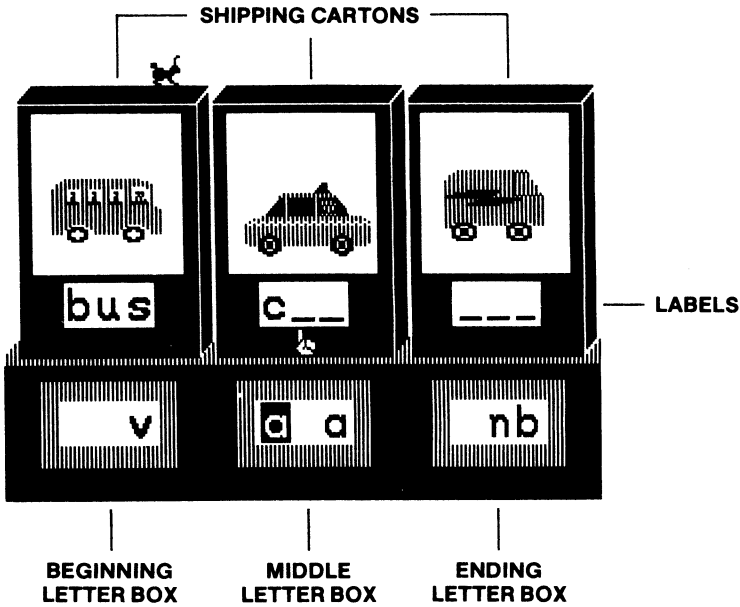 SHIPPING CARTONS
bus
c__
___
LABELS
v
a a
nb
BEGINNING
LETTER BOX
MIDDLE
LETTER BOX
ENDING
LETTER BOX